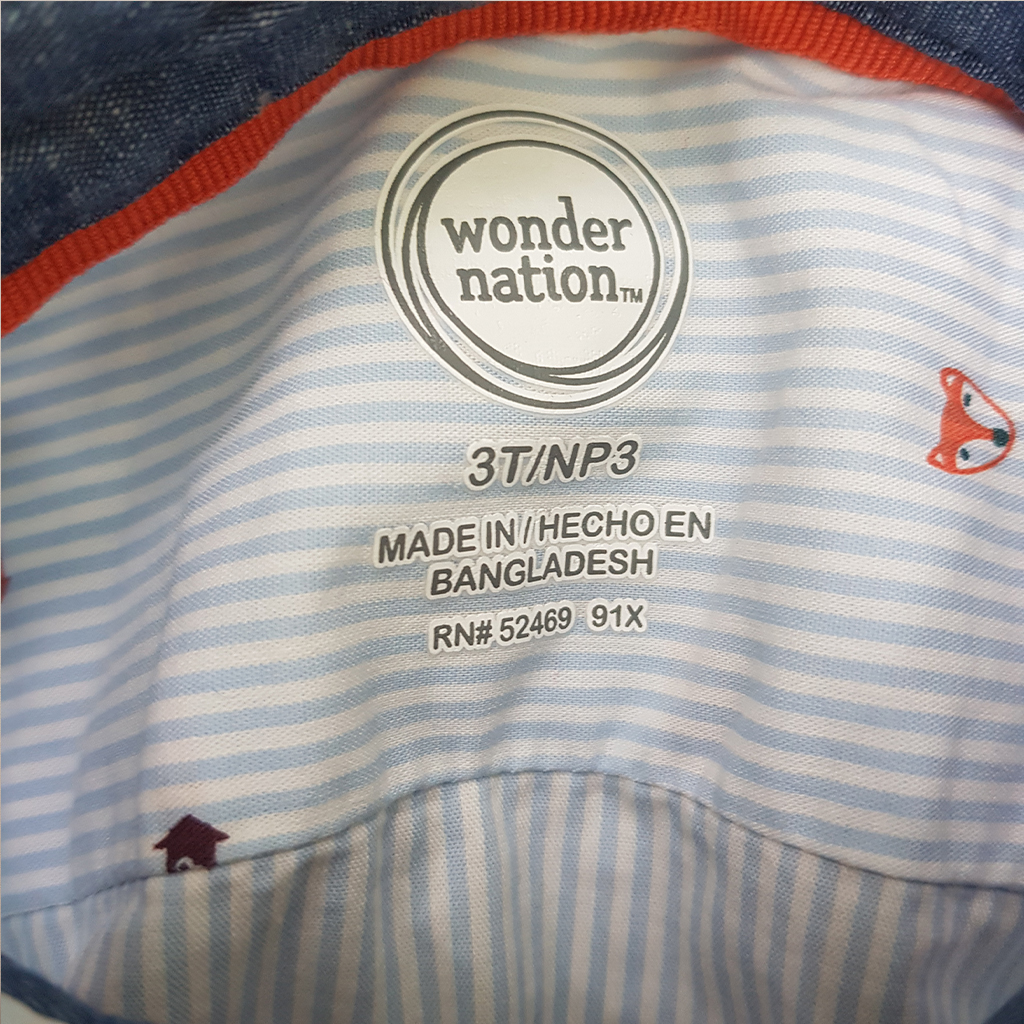 wonder
nation™
3T/NP3
MADE IN / HECHO EN
BANGLADESH
RN# 52469 91X